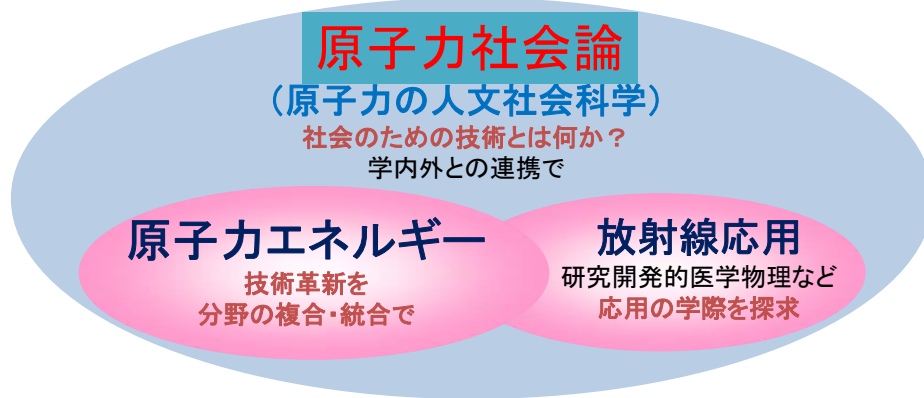 原子力社会論
（原子力の人文社会科学）
社会のための技術とは何か？
学内外との連携で
原子力エネルギー
技術革新を
分野の複合・統合で
放射線応用
研究開発的医学物理など
応用の学際を探求